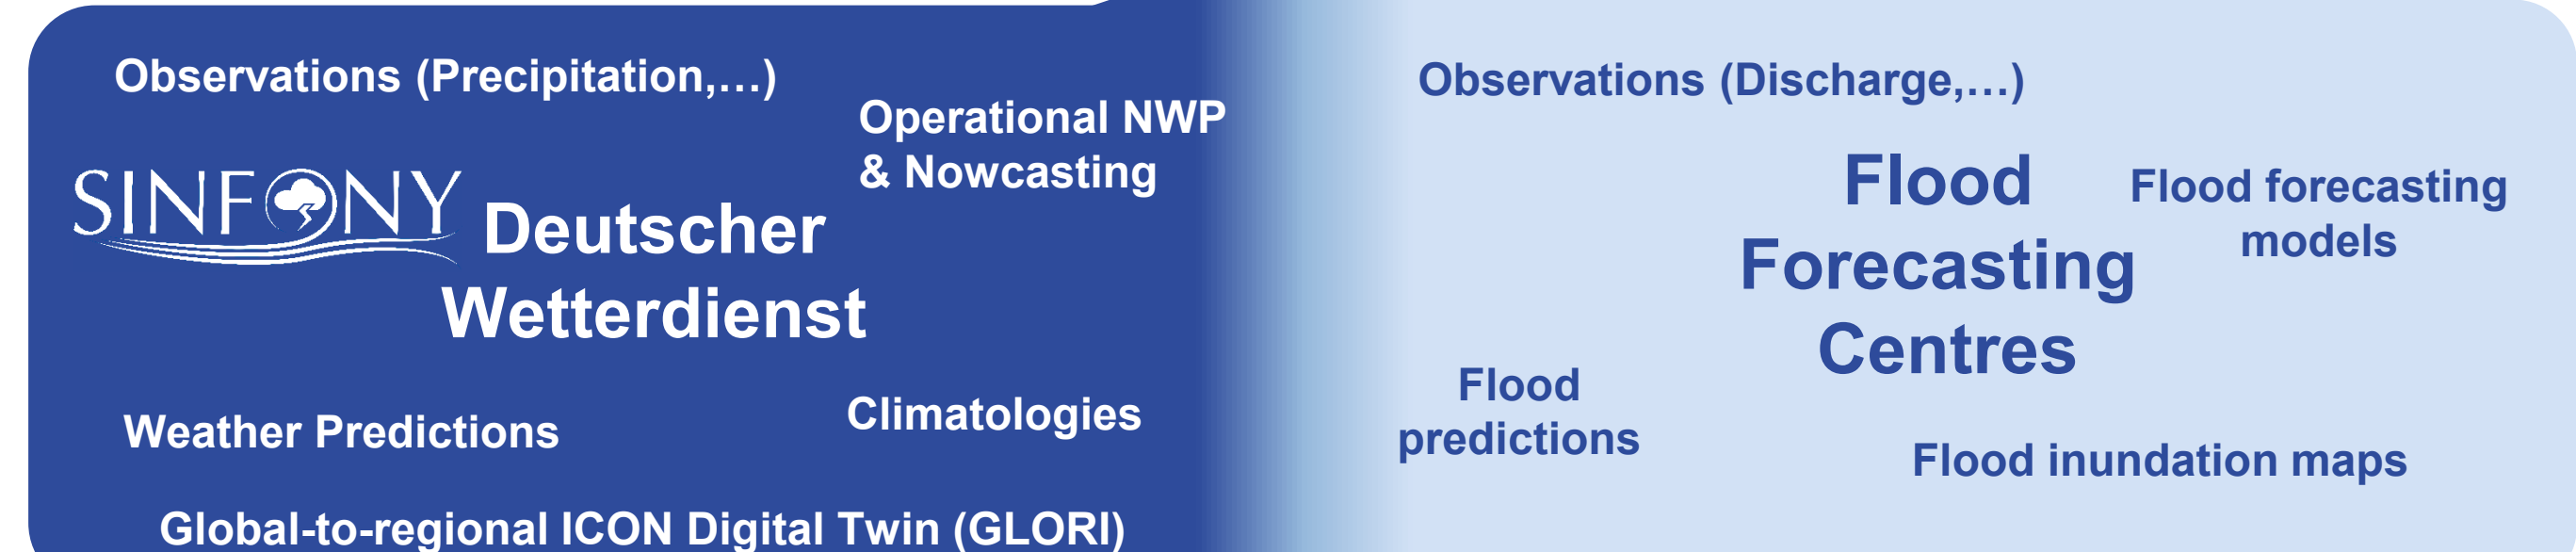 Observations (Precipitation,...)
Operational NWP
& Nowcasting
SINFONY
Deutscher
Wetterdienst
Weather Predictions
Climatologies
Global-to-regional ICON Digital Twin (GLORI)
Observations (Discharge,...)
Flood
Forecasting
Centres
Flood forecasting
models
Flood
predictions
Flood inundation maps